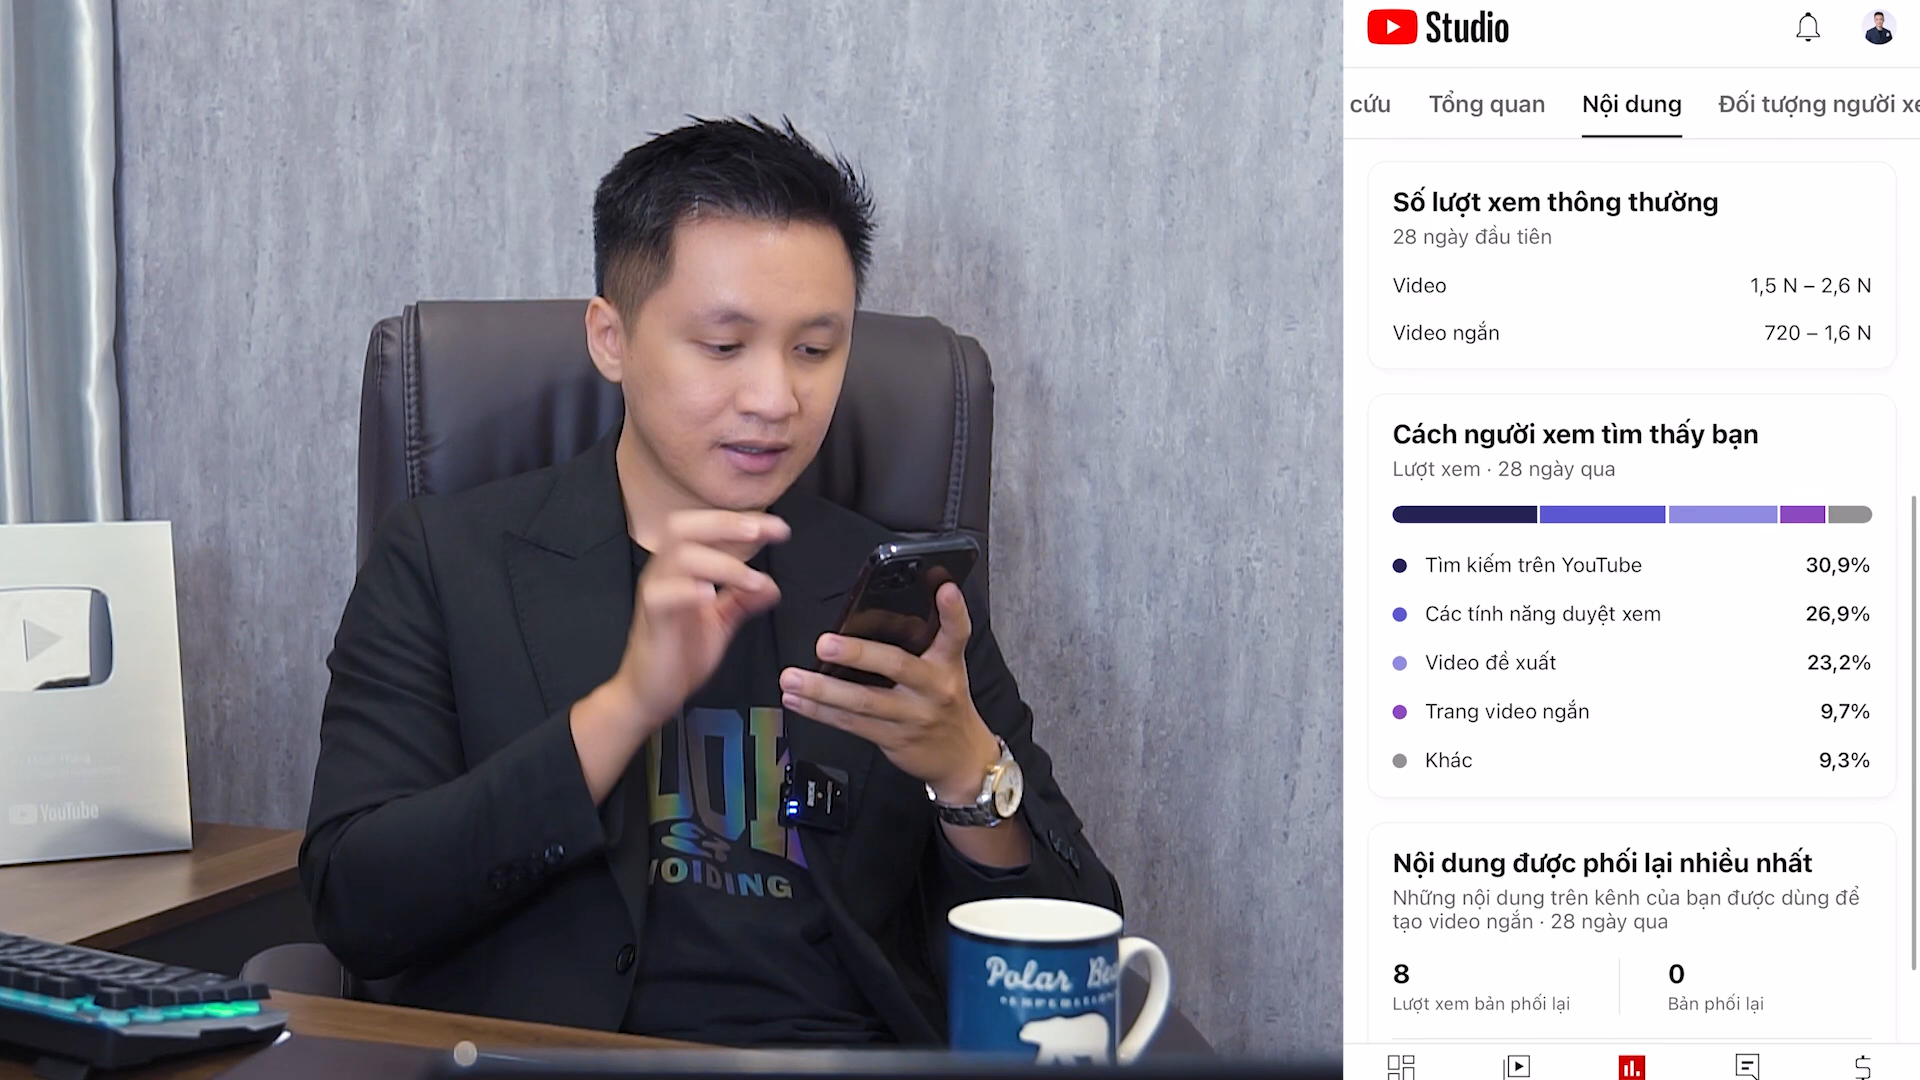 Studio
cứu Tổng quan Nội dung Đối tượng người xe
Số lượt xem thông thường
28 ngày đầu tiên
Video 1,5 N – 2,6 N
Video ngắn 720 – 1,6 N
Cách người xem tìm thấy bạn
Lượt xem · 28 ngày qua
Tìm kiếm trên YouTube 30,9%
Các tính năng duyệt xem 26,9%
Video đề xuất 23,2%
Trang video ngắn 9,7%
Khác 9,3%
Nội dung được phối lại nhiều nhất
Những nội dung trên kênh của bạn được dùng để
tạo video ngắn · 28 ngày qua
8 0
Lượt xem bản phối lại Bản phối lại
YouTube
VOIDING
Polar Be